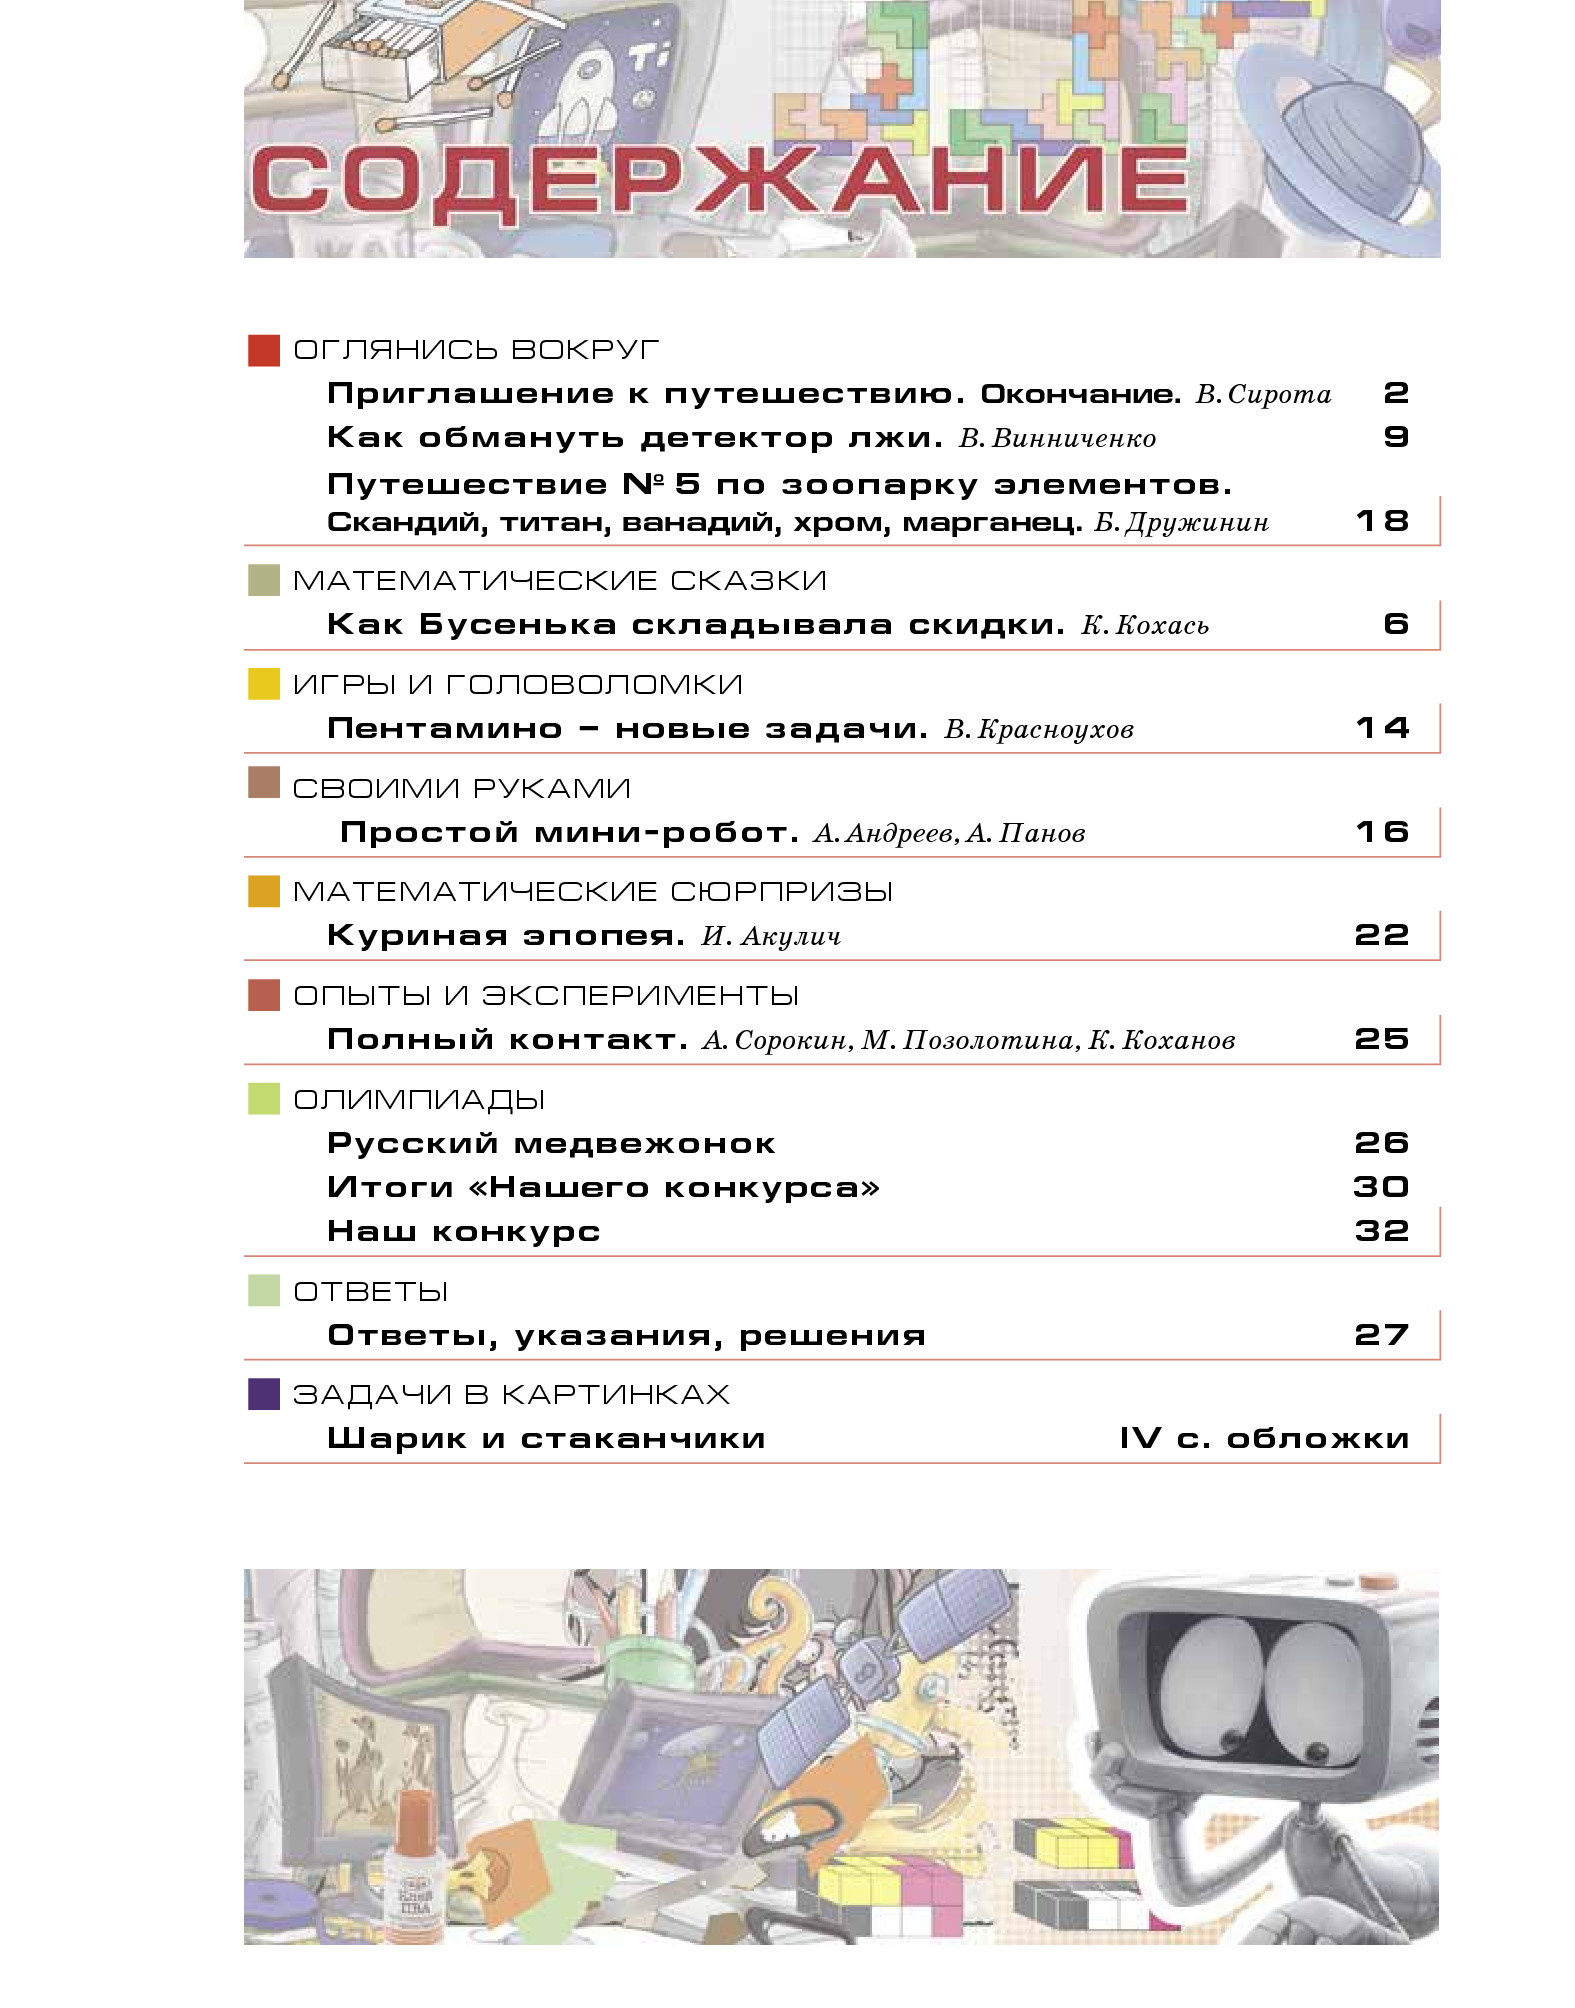 Ti
СОДЕРЖАНИЕ
ОГЛЯНИСЬ ВОКРУГ
Приглашение к путешествию. Окончание. В. Сирота 2
Как обмануть детектор лжи. В. Винниченко 9
Путешествие № 5 по зоопарку элементов.
Скандий, титан, ванадий, хром, марганец. Б. Дружинин 18
МАТЕМАТИЧЕСКИЕ СКАЗКИ
Как Бусенька складывала скидки. К. Кохась 6
ИГРЫ И ГОЛОВОЛОМКИ
Пентамино – новые задачи. В. Красноухов 14
СВОИМИ РУКАМИ
Простой мини-робот. А. Андреев, А. Панов 16
МАТЕМАТИЧЕСКИЕ СЮРПРИЗЫ
Куриная эпопея. И. Акулич 22
ОПЫТЫ И ЭКСПЕРИМЕНТЫ
Полный контакт. А. Сорокин, М. Позолотина, К. Коханов 25
ОЛИМПИАДЫ
Русский медвежонок 26
Итоги «Нашего конкурса» 30
Наш конкурс 32
ОТВЕТЫ
Ответы, указания, решения 27
ЗАДАЧИ В КАРТИНКАХ
Шарик и стаканчики IV с. обложки
8
Клей
ПВА